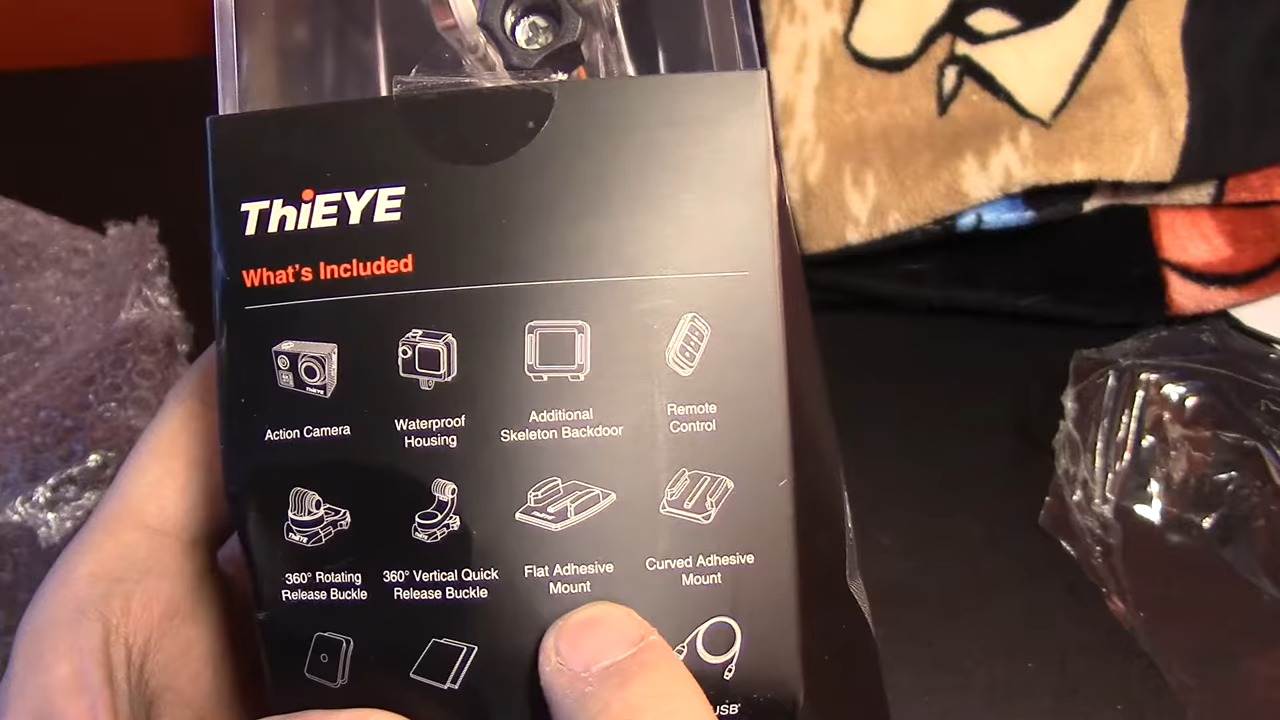 ThiEYE
What's Included
Action Camera
Waterproof
Housing
Additional
Skeleton Backdoor
Remote
Control
360° Rotating
Release Buckle
360° Vertical Quick
Release Buckle
Flat Adhesive
Mount
Curved Adhesive
Mount
USB